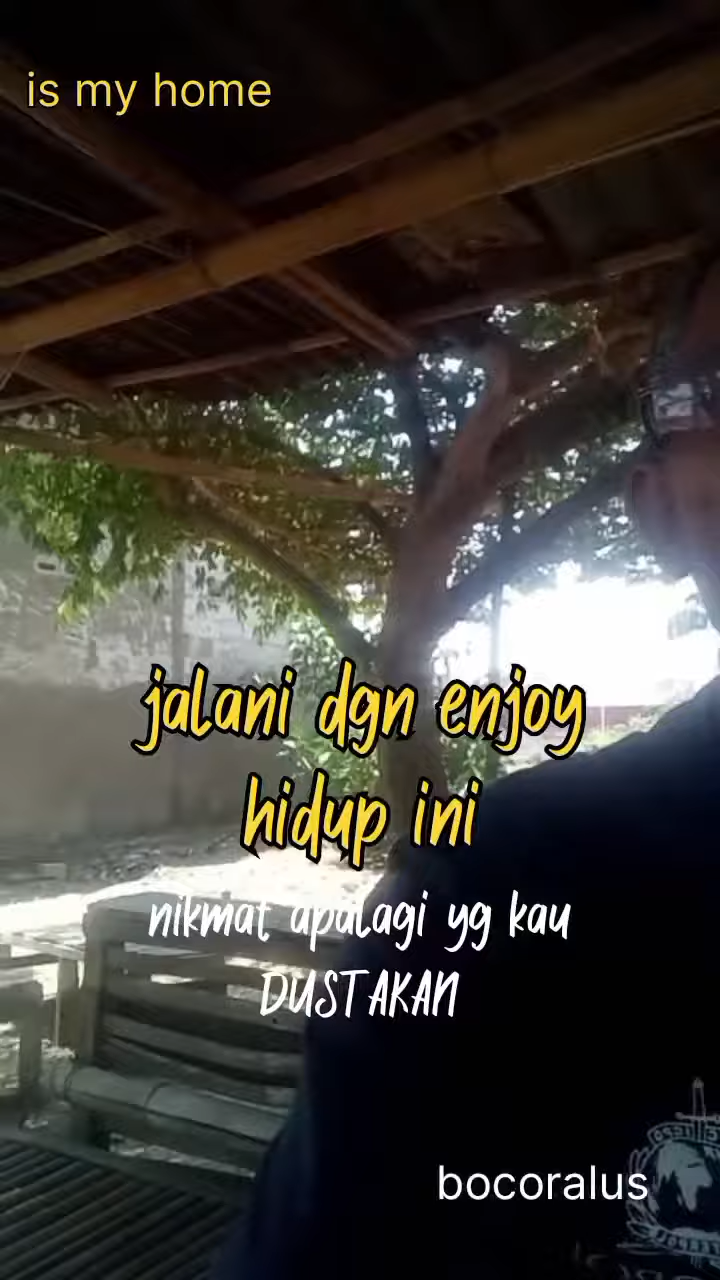 is my home
jalani dgn enjoy
hidup ini
nikmat apalagi yg kau
DUSTAKAN
bocoralus